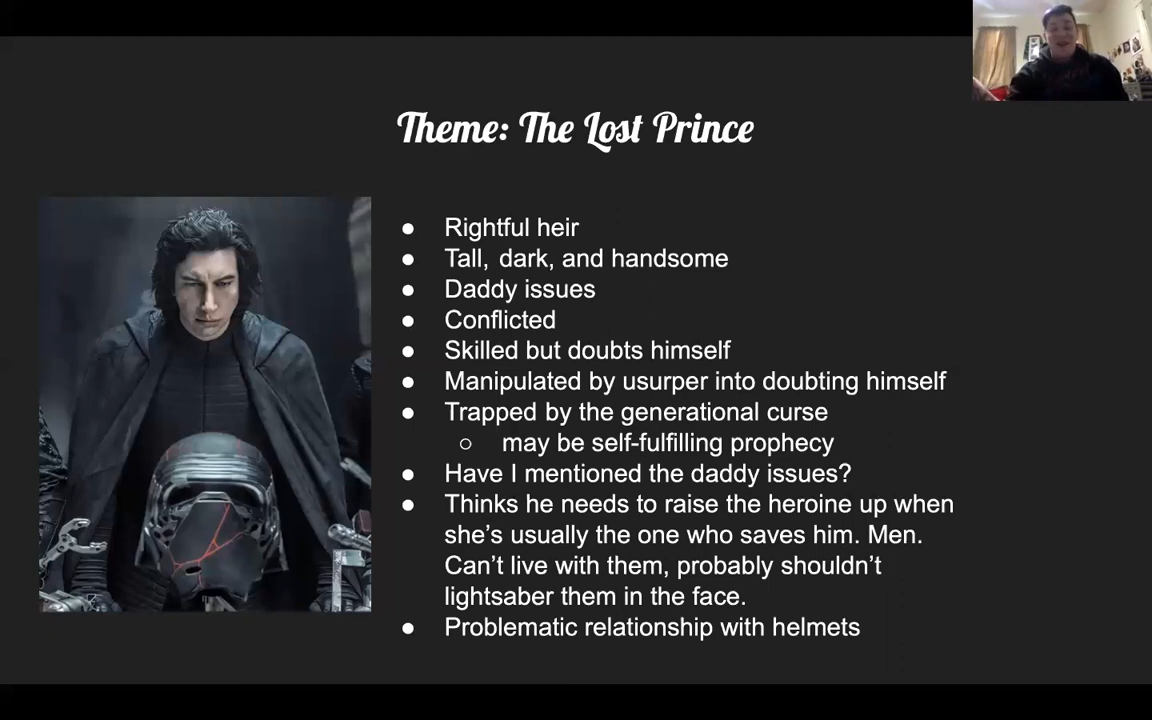 Theme: The Lost Prince
● Rightful heir
● Tall, dark, and handsome
● Daddy issues
● Conflicted
● Skilled but doubts himself
● Manipulated by usurper into doubting himself
● Trapped by the generational curse
○ may be self-fulfilling prophecy
● Have I mentioned the daddy issues?
● Thinks he needs to raise the heroine up when
she’s usually the one who saves him. Men.
Can’t live with them, probably shouldn’t
lightsaber them in the face.
● Problematic relationship with helmets